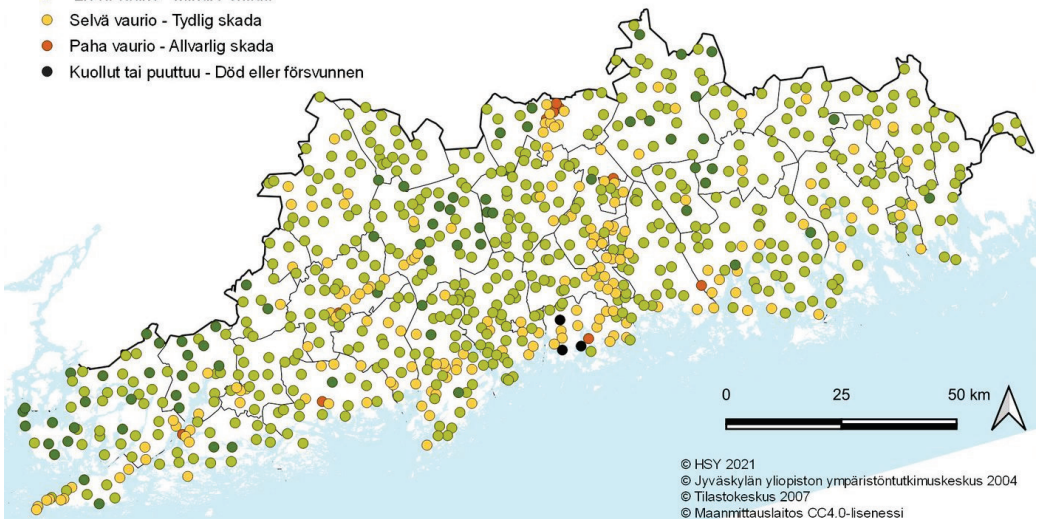 Selvä vaurio - Tydlig skada
Paha vaurio - Allvarlig skada
Kuollut tai puuttuu - Död eller försvunnen
0 25 50 km
© HSY 2021
© Jyväskylän yliopiston ympäristöntutkimuskeskus 2004
© Tilastokeskus 2007
© Maanmittauslaitos CC4.0-lisenessi